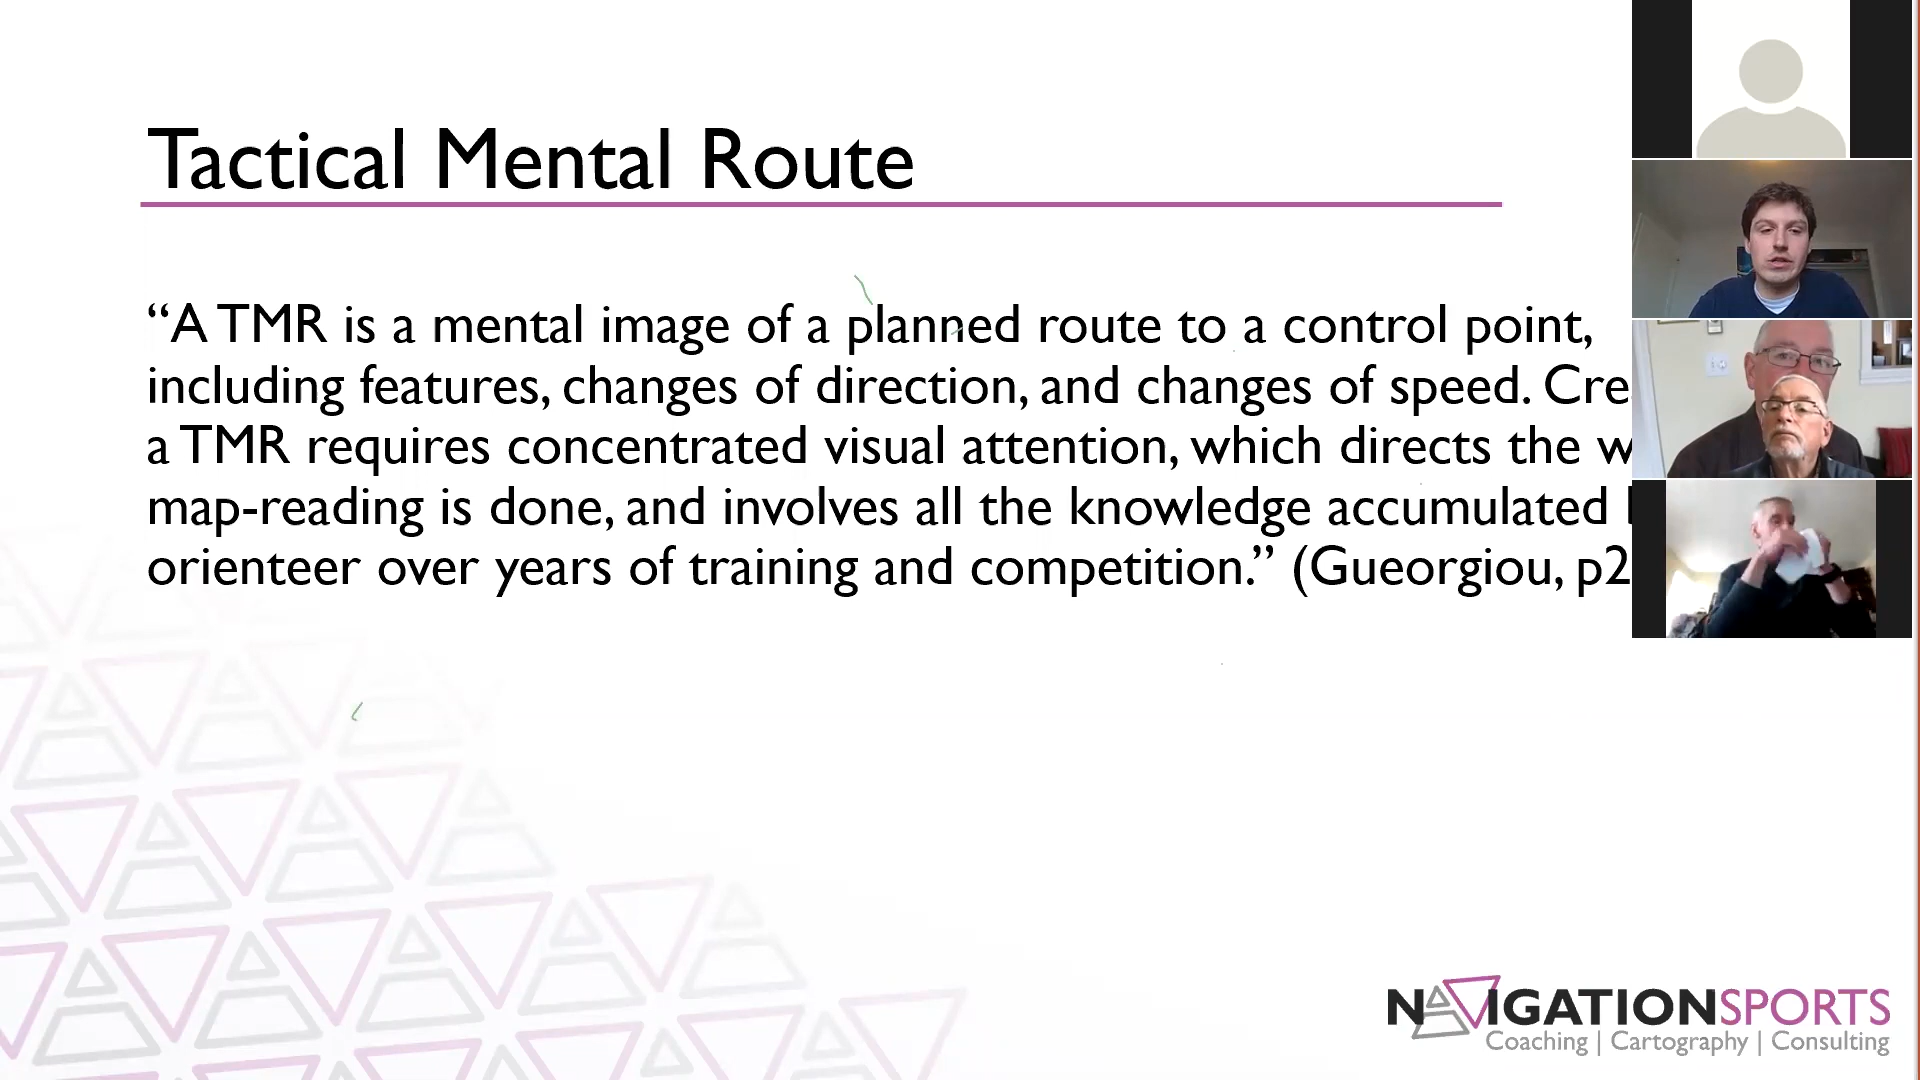 Tactical Mental Route
“A TMR is a mental image of a planned route to a control point,
including features, changes of direction, and changes of speed. Cre
a TMR requires concentrated visual attention, which directs the w
map-reading is done, and involves all the knowledge accumulated
orienteer over years of training and competition.” (Gueorgiou, p2
NAVIGATIONSPORTS
Coaching | Cartography | Consulting